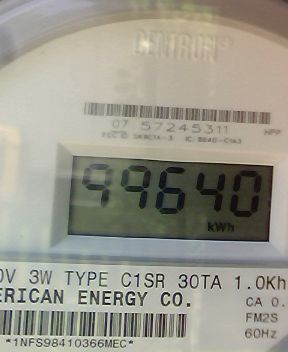 CENTRON®
07 57245311
HPP
99640
kWh
0V 3W TYPE C1SR 30TA 1.0Kh
ERICAN ENERGY CO.
CA 0.
FM2S
60Hz
*1NFS98410366MEC*